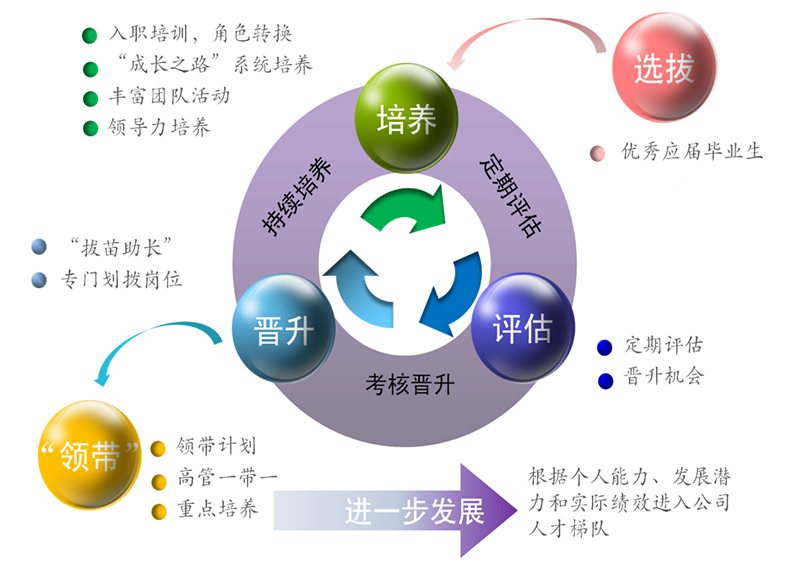 入职培训，角色转换
“成长之路”系统培养
丰富团队活动
领导力培养
选拔
优秀应届毕业生
培养
持续培养
定期评估
“拔苗助长”
专门划拨岗位
晋升
评估
定期评估
晋升机会
考核晋升
“领带”
领带计划
高管一带一
重点培养
进一步发展
根据个人能力、发展潜
力和实际绩效进入公司
人才梯队